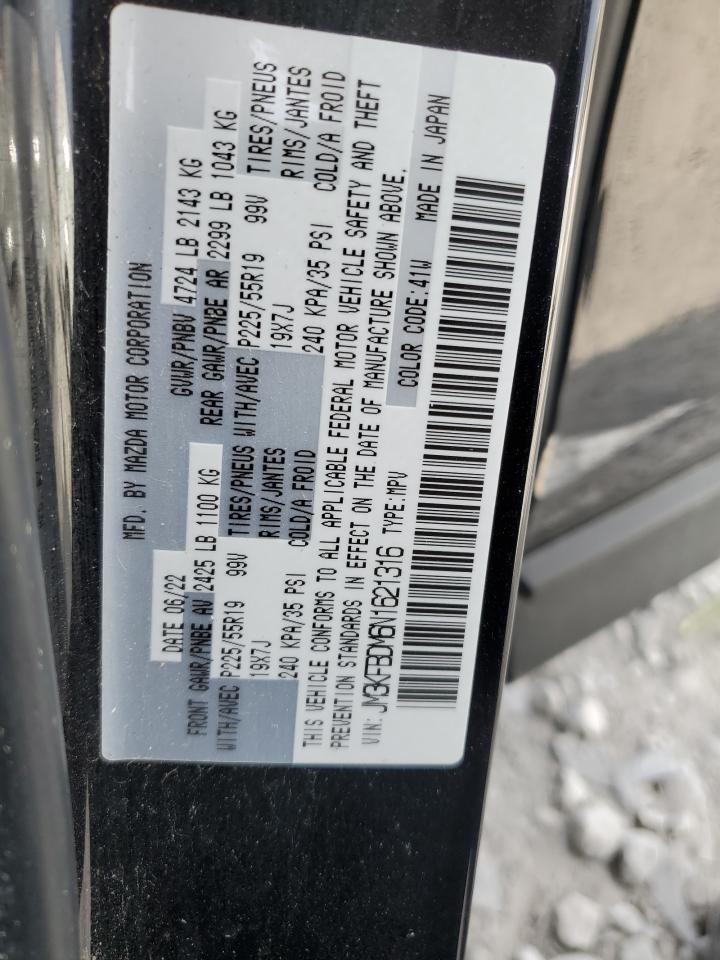 MFD. BY MAZDA MOTOR CORPORATION
DATE 06/22 GVWR/PNBV 4724 LB 2143 KG
FRONT GAWR/PNBE AV 2425 LB 1100 KG REAR GAWR/PNBE AR 2299 LB 1043 KG
WITH/AVEC P225/55R19 99V TIRES/PNEUS WITH/AVEC P225/55R19 99V TIRES/PNEUS
19X7J RIMS/JANTES 19X7J RIMS/JANTES
240 KPA/35 PSI COLD/A FROID 240 KPA/35 PSI COLD/A FROID
THIS VEHICLE CONFORMS TO ALL APPLICABLE FEDERAL MOTOR VEHICLE SAFETY AND THEFT
PREVENTION STANDARDS IN EFFECT ON THE DATE OF MANUFACTURE SHOWN ABOVE.
VIN: JM3KFBDM6N1621316 TYPE:MPV COLOR CODE:41W MADE IN JAPAN